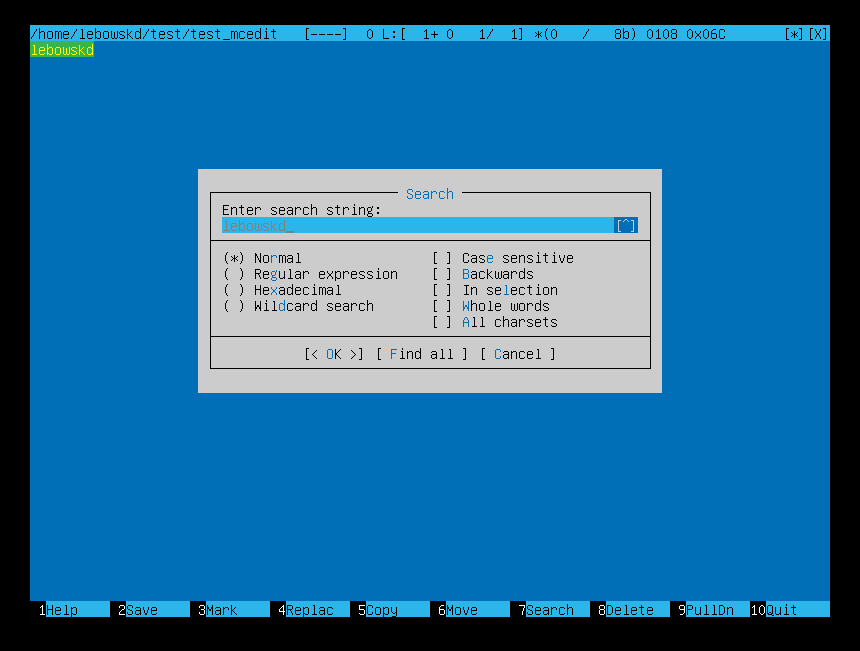 /home/lebowskd/test/test_mcedit [----] 0 L:[ 1+ 0 1/ 1] *(0 / 8b) 0108 0x06C [*][X]
lebowskd
Search
Enter search string:
lebowskd_ [^]
(*) Normal [ ] Case sensitive
( ) Regular expression [ ] Backwards
( ) Hexadecimal [ ] In selection
( ) Wildcard search [ ] Whole words
[ ] All charsets
[< OK >] [ Find all ] [ Cancel ]
1Help 2Save 3Mark 4Replac 5Copy 6Move 7Search 8Delete 9PullDn 10Quit